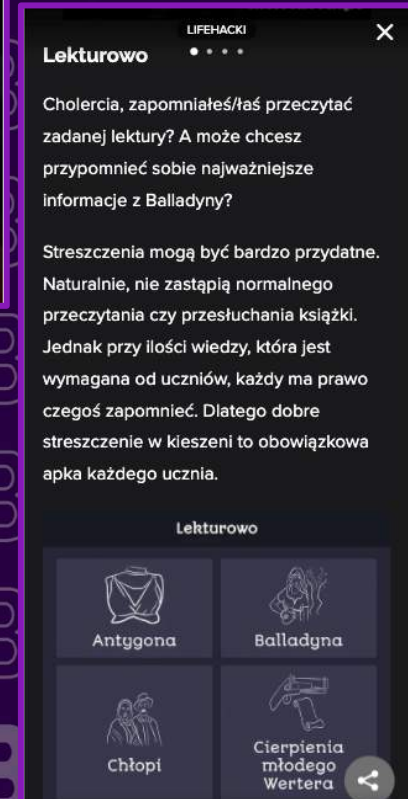 LIFEHACKI
Lekturowo
Cholercia, zapomniałeś/łaś przeczytać
zadanej lektury? A może chcesz
przypomnieć sobie najważniejsze
informacje z Balladyny?
Streszczenia mogą być bardzo przydatne.
Naturalnie, nie zastąpią normalnego
przeczytania czy przesłuchania książki.
Jednak przy ilości wiedzy, która jest
wymagana od uczniów, każdy ma prawo
czegoś zapomnieć. Dlatego dobre
streszczenie w kieszeni to obowiązkowa
apka każdego ucznia.
Lekturowo
Antygona
Balladyna
Chłopi
Cierpienia
młodego
Wertera